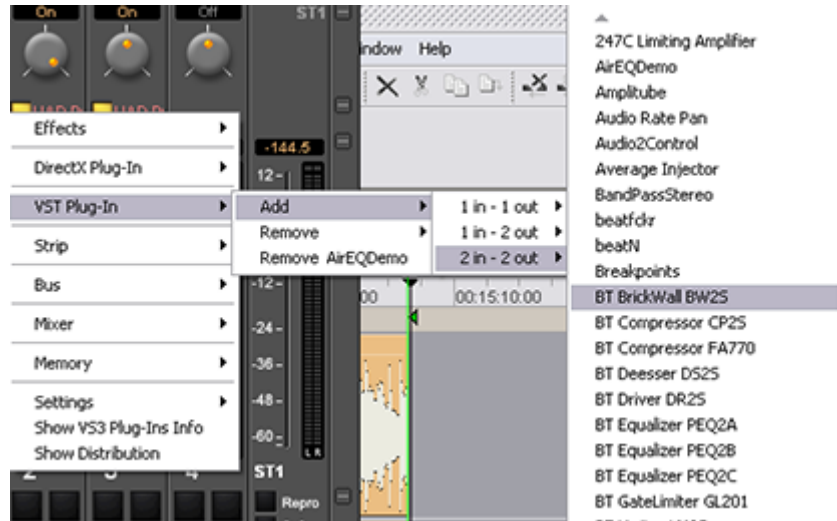 On
On
Off
ST1
Window Help
Effects
DirectX Plug-In
VST Plug-In
Strip
Bus
Mixer
Memory
Settings
Show VS3 Plug-Ins Info
Show Distribution
-144.5
12-
Add
Remove
Remove AirEQDemo
1 in - 1 out
1 in - 2 out
2 in - 2 out
-12-
-24-
-36-
-48-
-60-
L R
ST1
Repro
2 3 4
00
00:15:10:00
247C Limiting Amplifier
AirEQDemo
Amplitube
Audio Rate Pan
Audio2Control
Average Injector
BandPassStereo
beatfckr
beatN
Breakpoints
BT BrickWall BW2S
BT Compressor CP2S
BT Compressor FA770
BT Deesser DS2S
BT Driver DR2S
BT Equalizer PEQ2A
BT Equalizer PEQ2B
BT Equalizer PEQ2C
BT GateLimiter GL201